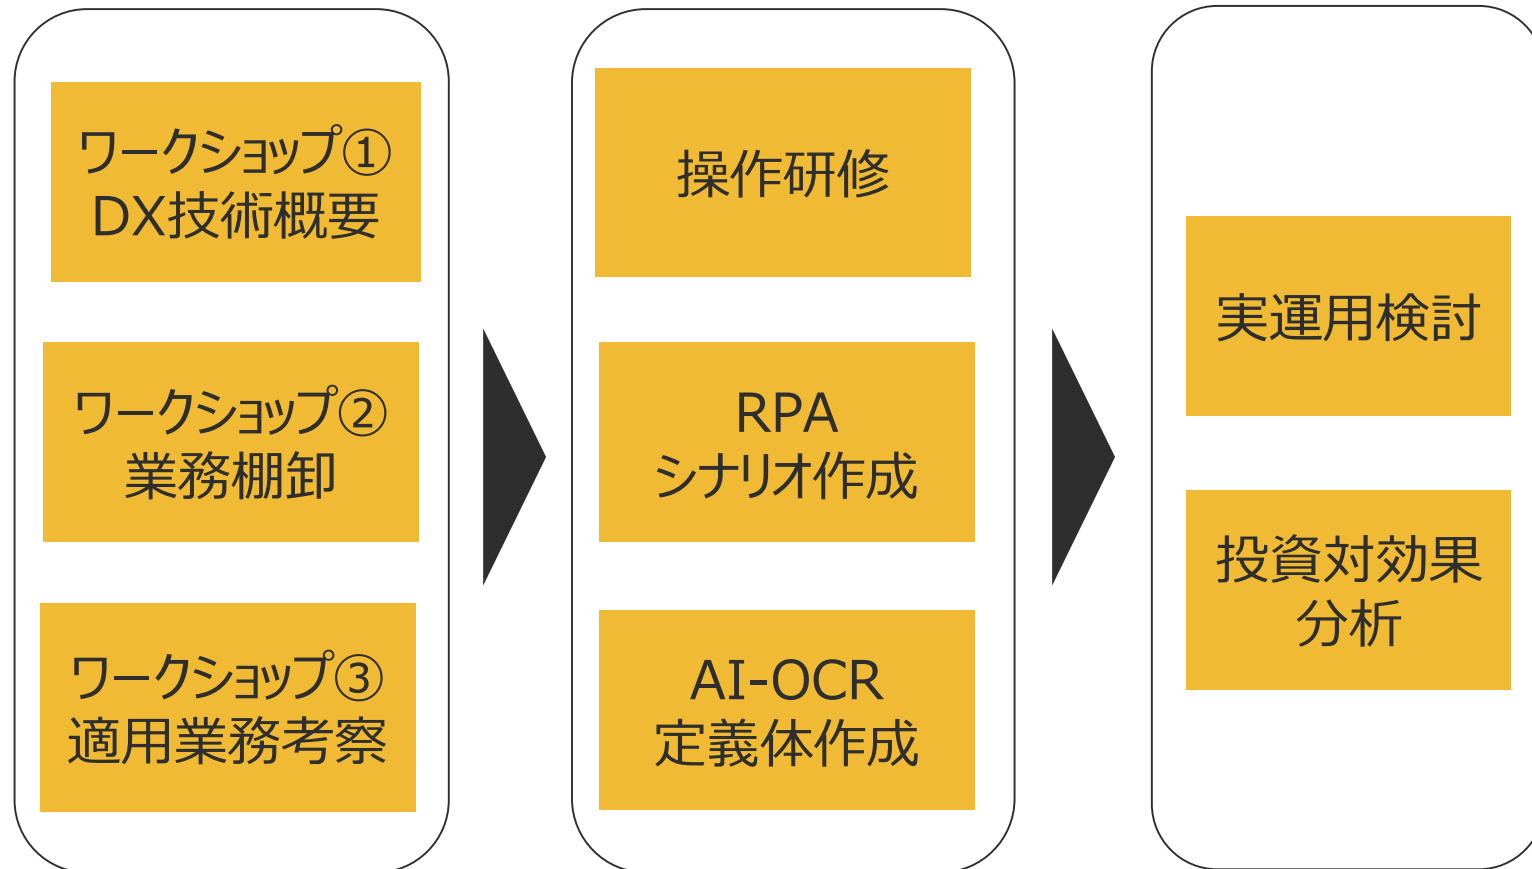 ワークショップ①
DX技術概要
ワークショップ②
業務棚卸
ワークショップ③
適用業務考察
操作研修
RPA
シナリオ作成
AI-OCR
定義体作成
実運用検討
投資対効果
分析